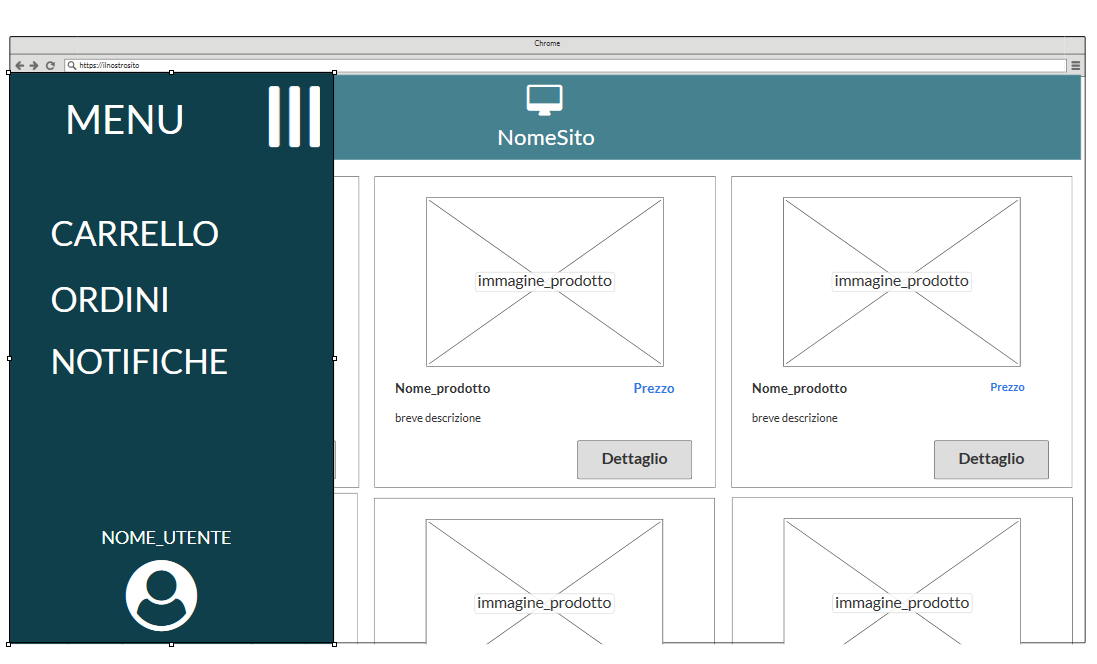 Chrome
https://ilnostrosito
MENU
NomeSito
CARRELLO
ORDINI
NOTIFICHE
NOME_UTENTE
immagine_prodotto
Nome_prodotto Prezzo
breve descrizione
Dettaglio
immagine_prodotto
Nome_prodotto Prezzo
breve descrizione
Dettaglio
immagine_prodotto
immagine_prodotto